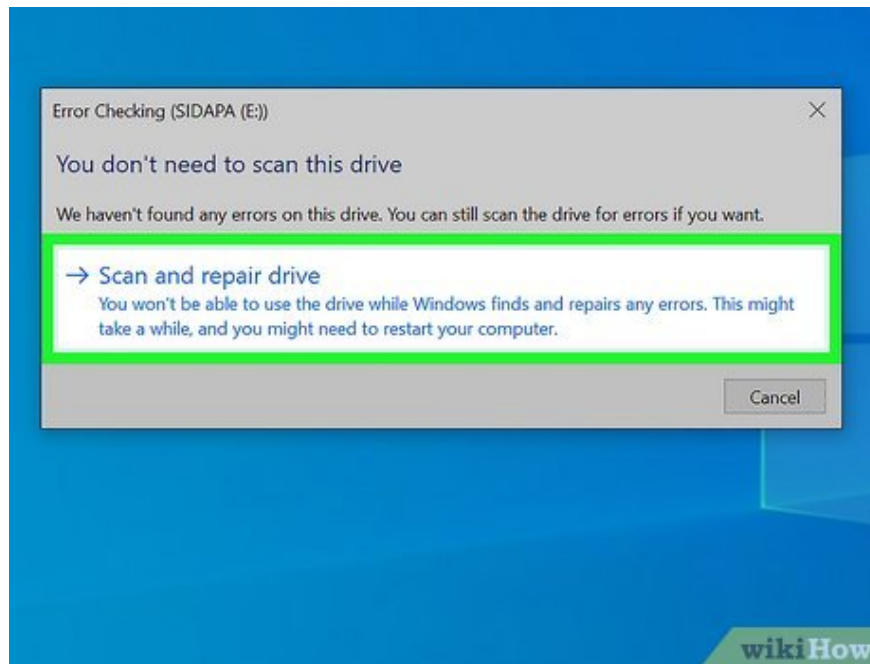 Error Checking (SIDAPA (E:))
You don't need to scan this drive
We haven't found any errors on this drive. You can still scan the drive for errors if you want.
→ Scan and repair drive
You won't be able to use the drive while Windows finds and repairs any errors. This might
take a while, and you might need to restart your computer.
Cancel
wikiHow